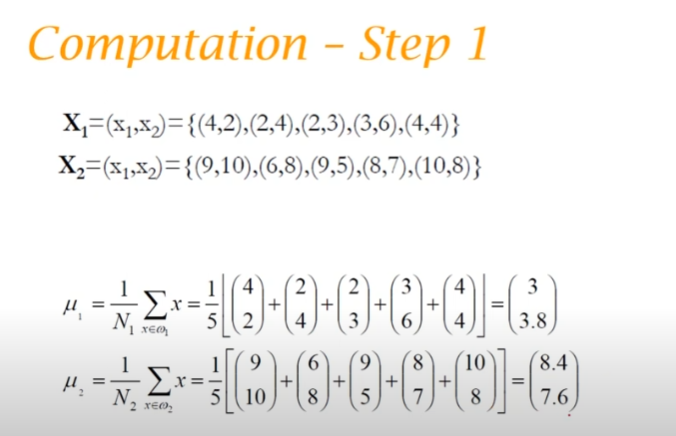 Computation – Step 1
X₁=(x₁,x₂)={(4,2),(2,4),(2,3),(3,6),(4,4)}
X₂=(x₁,x₂)={(9,10),(6,8),(9,5),(8,7),(10,8)}
μ₁ = 1/N₁ ∑_{x∈ω₁} x = 1/5 [(4 2) + (2 4) + (2 3) + (3 6) + (4 4)] = (3 3.8)
μ₂ = 1/N₂ ∑_{x∈ω₂} x = 1/5 [(9 10) + (6 8) + (9 5) + (8 7) + (10 8)] = (8.4 7.6)